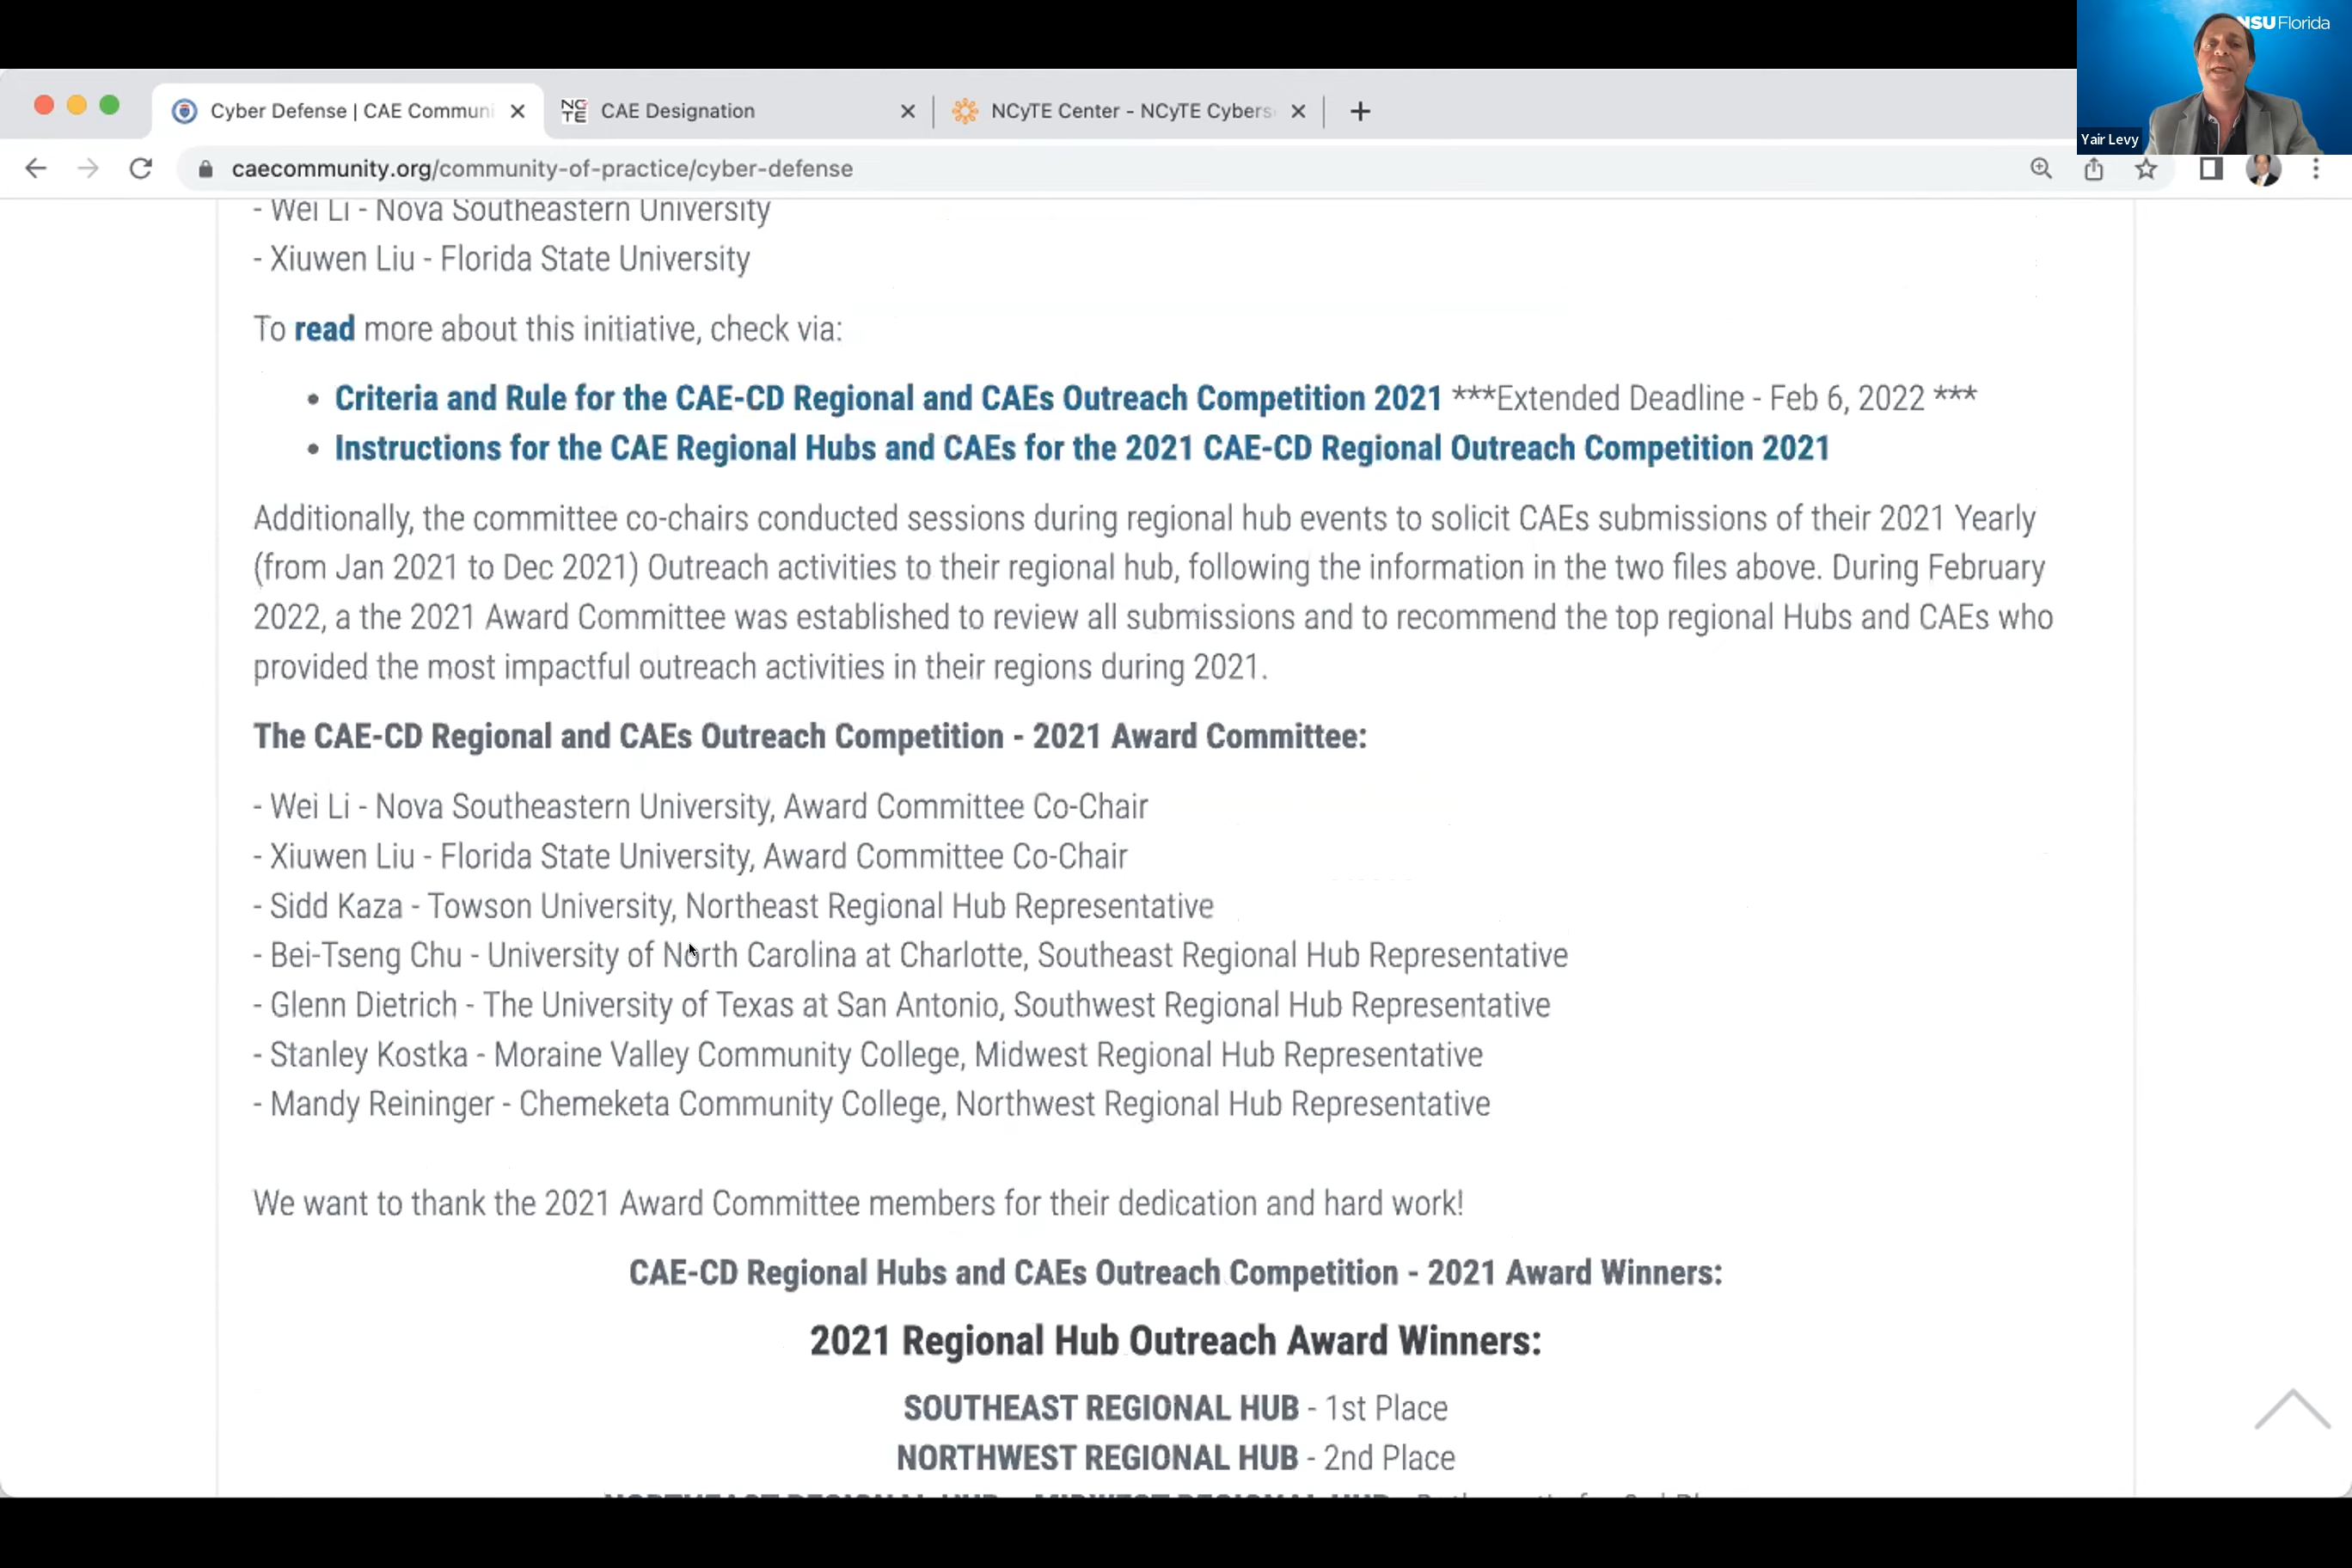 NSU Florida
Yair Levy
Cyber Defense | CAE Communi
NC
TE
CAE Designation
NCyTE Center - NCyTE Cybers
caecommunity.org/community-of-practice/cyber-defense
- Wei Li - Nova Southeastern University
- Xiuwen Liu - Florida State University
To read more about this initiative, check via:
• Criteria and Rule for the CAE-CD Regional and CAEs Outreach Competition 2021 ***Extended Deadline - Feb 6, 2022 ***
• Instructions for the CAE Regional Hubs and CAEs for the 2021 CAE-CD Regional Outreach Competition 2021
Additionally, the committee co-chairs conducted sessions during regional hub events to solicit CAEs submissions of their 2021 Yearly
(from Jan 2021 to Dec 2021) Outreach activities to their regional hub, following the information in the two files above. During February
2022, a the 2021 Award Committee was established to review all submissions and to recommend the top regional Hubs and CAEs who
provided the most impactful outreach activities in their regions during 2021.
The CAE-CD Regional and CAEs Outreach Competition - 2021 Award Committee:
- Wei Li - Nova Southeastern University, Award Committee Co-Chair
- Xiuwen Liu - Florida State University, Award Committee Co-Chair
- Sidd Kaza - Towson University, Northeast Regional Hub Representative
- Bei-Tseng Chu - University of North Carolina at Charlotte, Southeast Regional Hub Representative
- Glenn Dietrich - The University of Texas at San Antonio, Southwest Regional Hub Representative
- Stanley Kostka - Moraine Valley Community College, Midwest Regional Hub Representative
- Mandy Reininger - Chemeketa Community College, Northwest Regional Hub Representative
We want to thank the 2021 Award Committee members for their dedication and hard work!
CAE-CD Regional Hubs and CAEs Outreach Competition - 2021 Award Winners:
2021 Regional Hub Outreach Award Winners:
SOUTHEAST REGIONAL HUB - 1st Place
NORTHWEST REGIONAL HUB - 2nd Place